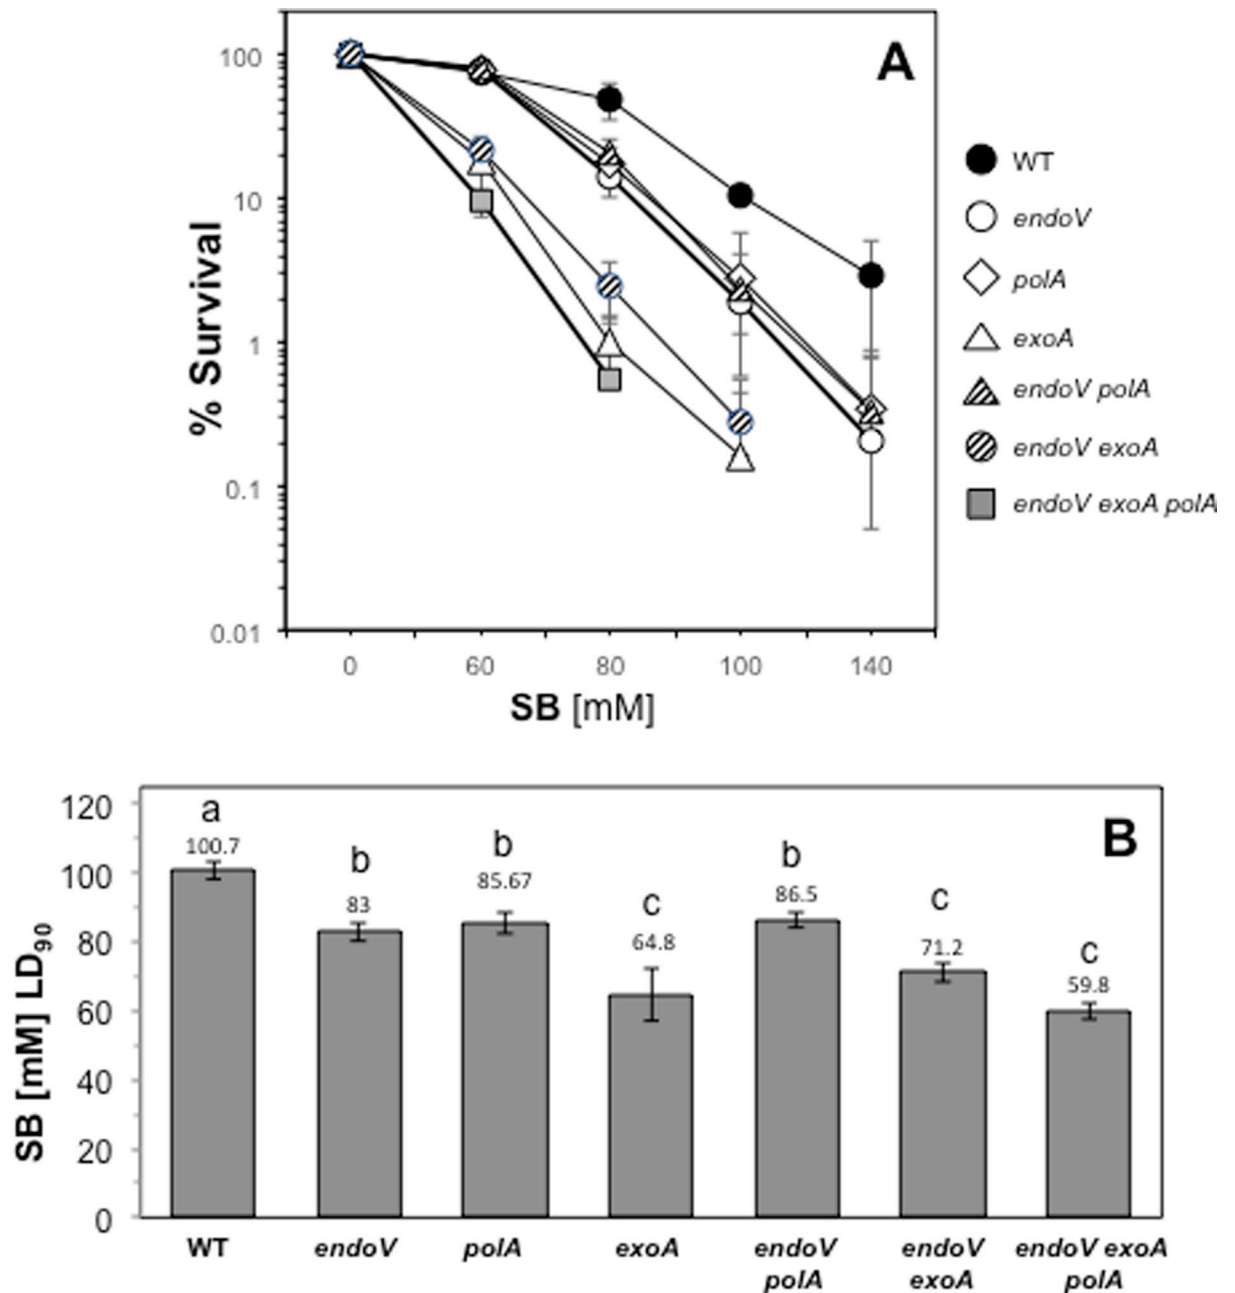 A
100
10
1
0.1
0.01
% Survival
0 60 80 100 140
SB [mM]
WT
endoV
polA
exoA
endoV polA
endoV exoA
endoV exoA polA
B
120
100
80
60
40
20
0
SB [mM] LD90
a b b c b c c
100.7 83 85.67 64.8 86.5 71.2 59.8
WT endoV polA exoA endoV endoV endoV exoA
polA exoA polA